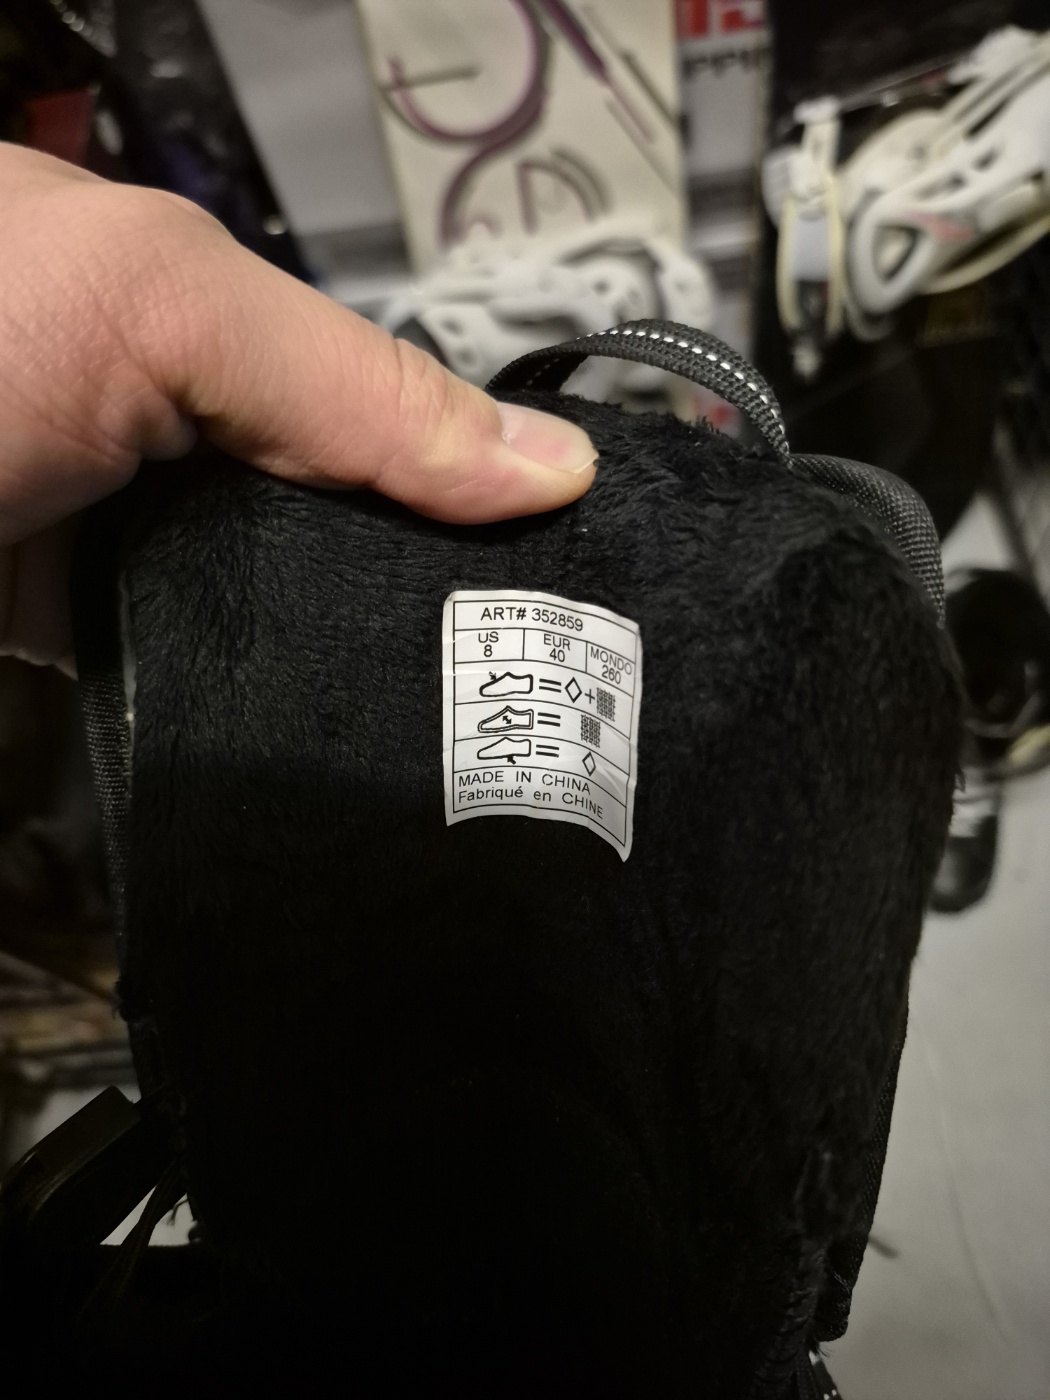 ART# 352859
US
8
EUR
40
MONDO
260
MADE IN CHINA
Fabriqué en CHINE